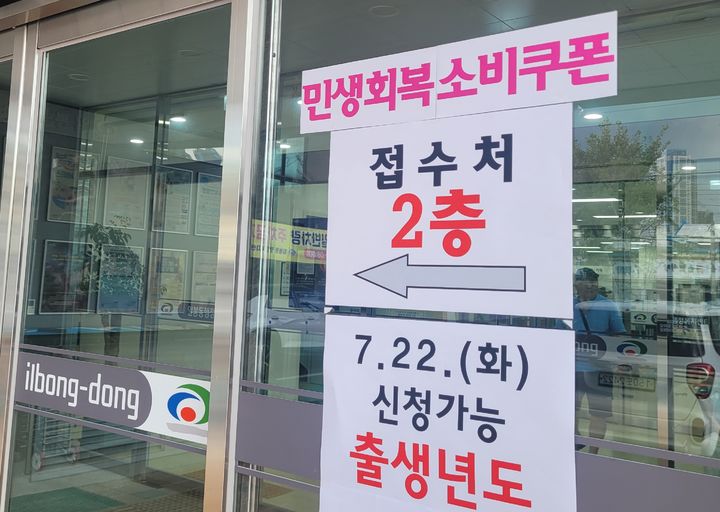 민생회복 소비쿠폰
접수처
2층
7.22.(화)
신청가능
출생년도
ilbong-dong